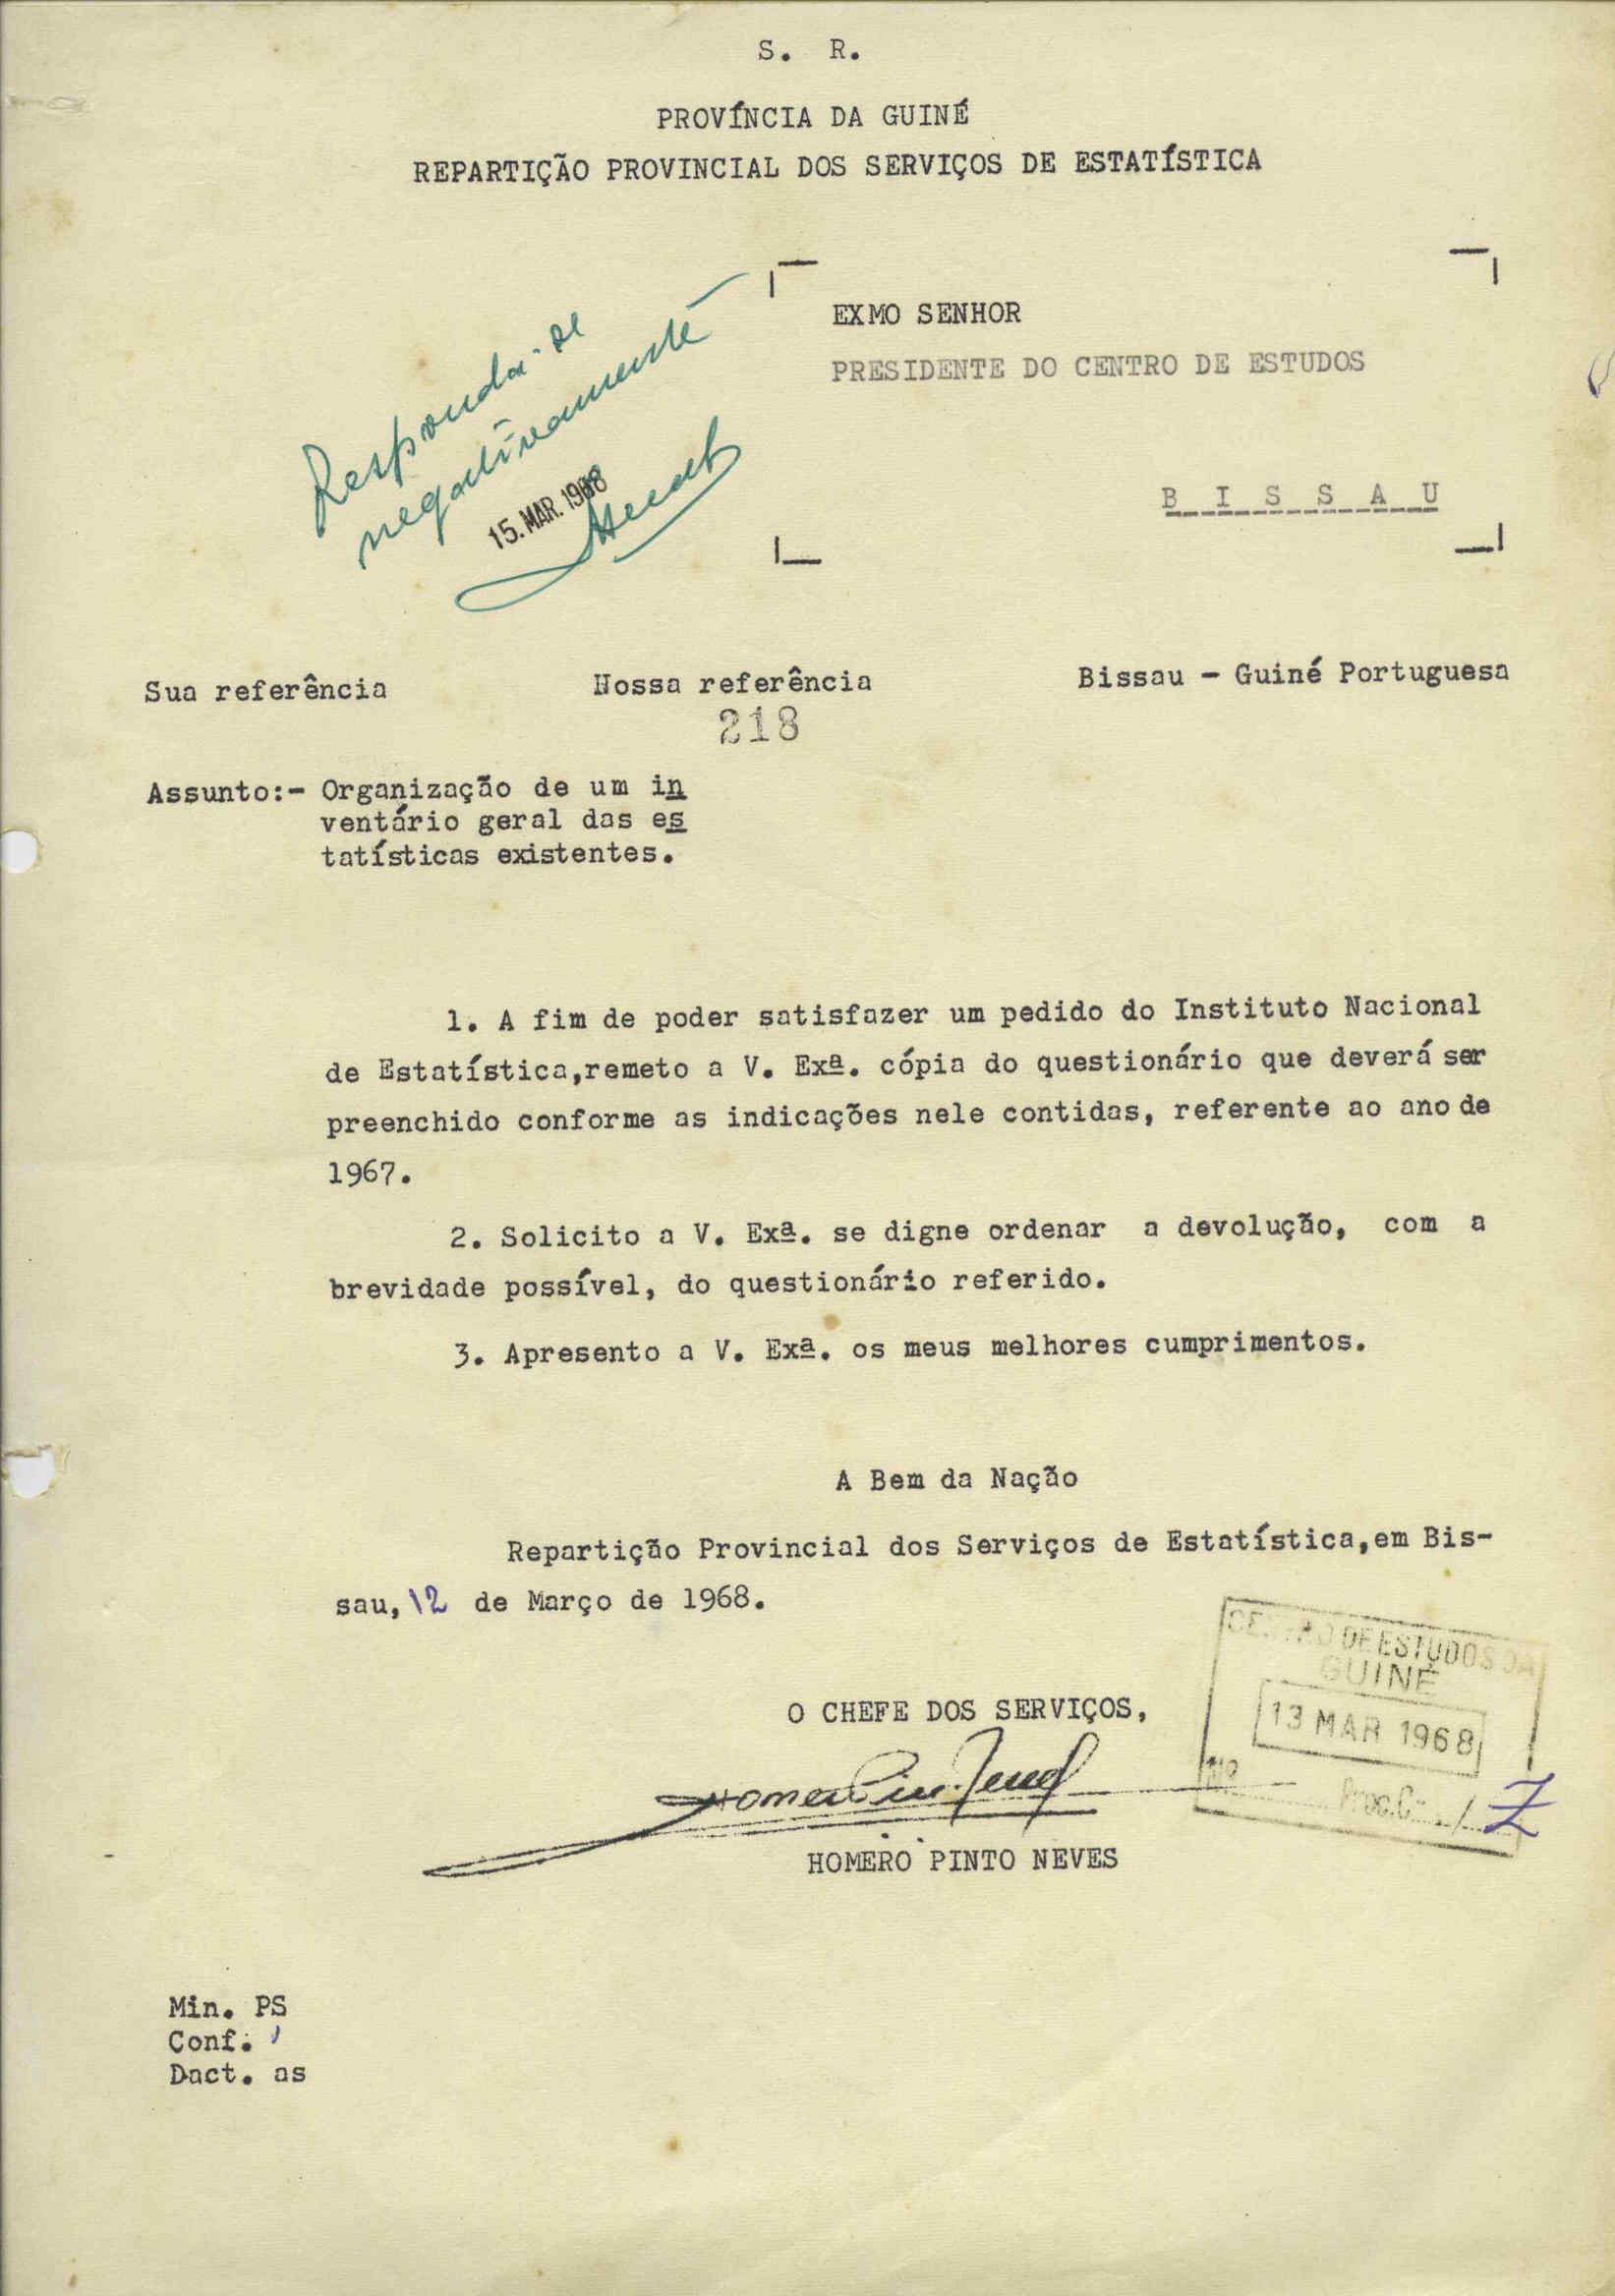 S. R.
PROVÍNCIA DA GUINÉ
REPARTIÇÃO PROVINCIAL DOS SERVIÇOS DE ESTATÍSTICA
EXMO SENHOR
PRESIDENTE DO CENTRO DE ESTUDOS
B I S S A U
Responda-se
negativamente
15. MAR. 1968
Sua referência
Nossa referência
218
Bissau - Guiné Portuguesa
Assunto:- Organização de um in
ventário geral das es
tatísticas existentes.
1. A fim de poder satisfazer um pedido do Instituto Nacional
de Estatística,remeto a V. Exª. cópia do questionário que deverá ser
preenchido conforme as indicações nele contidas, referente ao ano de
1967.
2. Solicito a V. Exª. se digne ordenar a devolução, com a
brevidade possível, do questionário referido.
3. Apresento a V. Exª. os meus melhores cumprimentos.
A Bem da Nação
Repartição Provincial dos Serviços de Estatística,em Bis-
sau, 12 de Março de 1968.
O CHEFE DOS SERVIÇOS,
HOMERO PINTO NEVES
CENTRO DE ESTUDOS DA
GUINÉ
13 MAR 1968
Nº Proc.C- / Z
Min. PS
Conf.
Dact. as